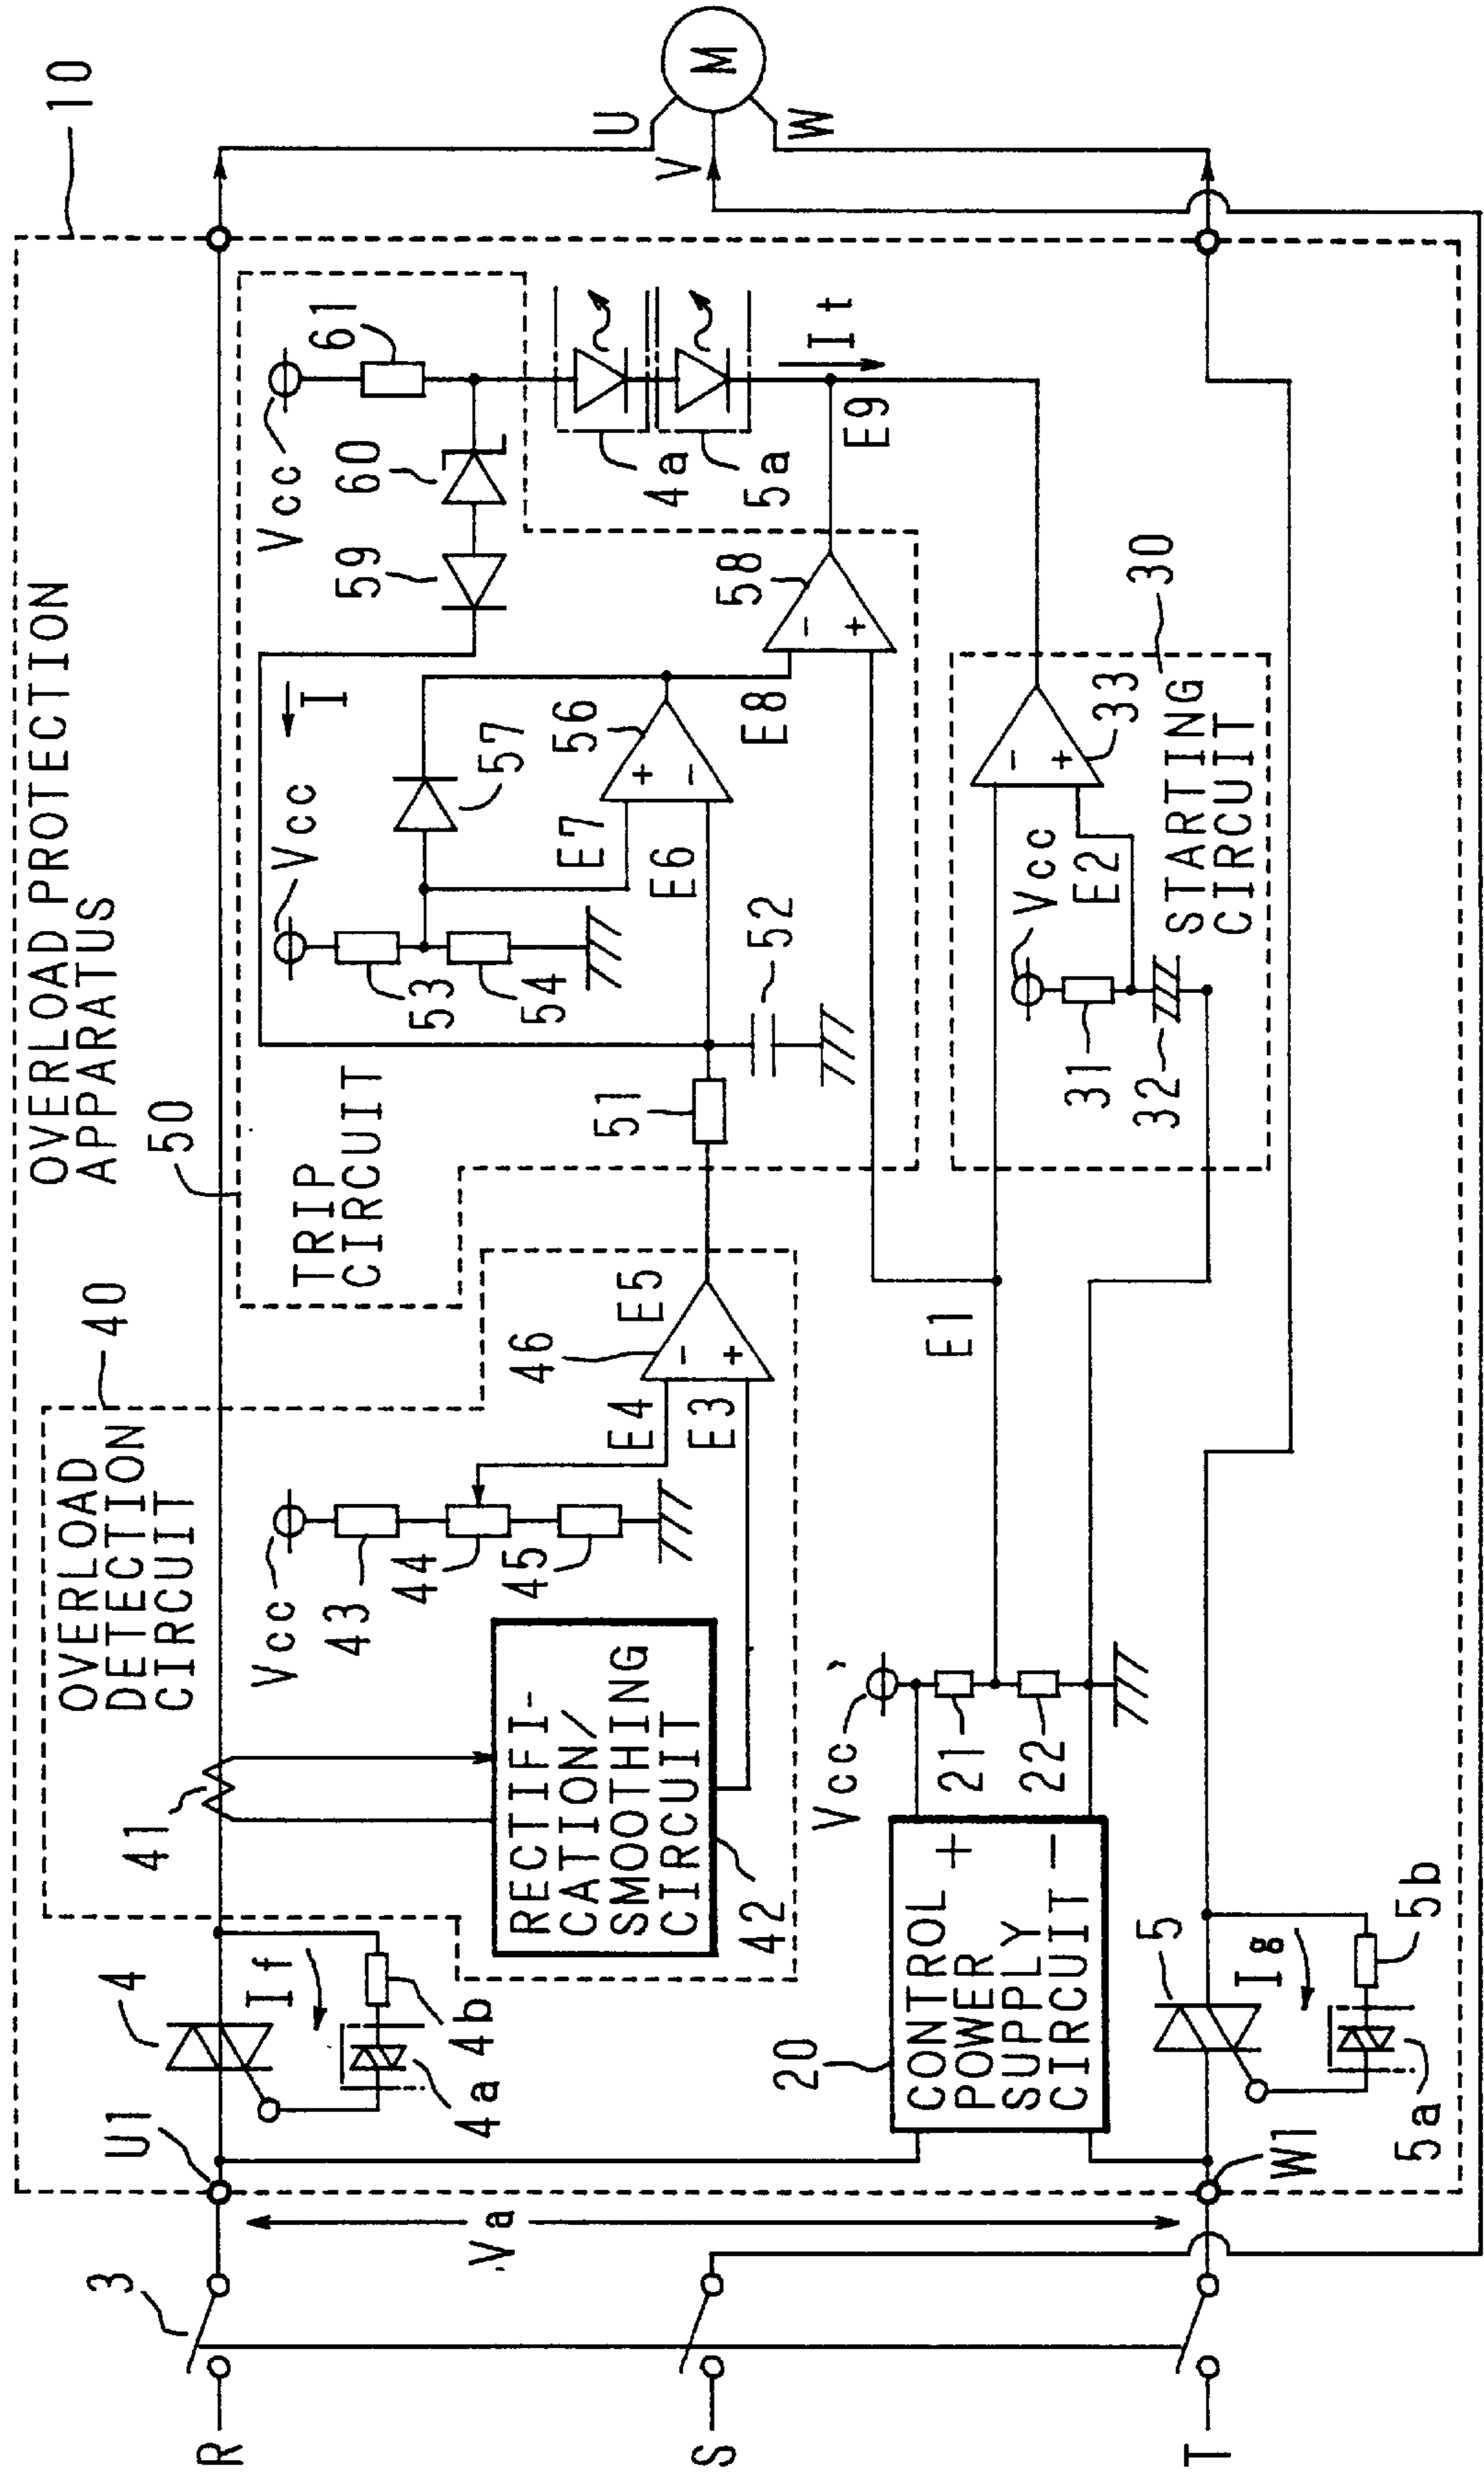 OVERLOAD PROTECTION
APPARATUS
10
OVERLOAD
DETECTION
CIRCUIT
40
50
TRIP
CIRCUIT
3
R
S
T
U1
W1
Va
4
If
4a
4b
41
RECTIFI-
CATION/
SMOOTHING
CIRCUIT
42
Vcc
43
44
45
E4
E3
46
-
+
E5
51
52
Vcc
53
54
E7
E6
57
56
+
-
I
E8
59
60
Vcc
61
58
-
+
4a
5a
E9
It
20
CONTROL
POWER
SUPPLY
CIRCUIT
+
-
Vcc'
21
22
E1
Vcc
31
32
E2
-
+
33
30
STARTING
CIRCUIT
5
Ig
5a
5b
U
V
W
M